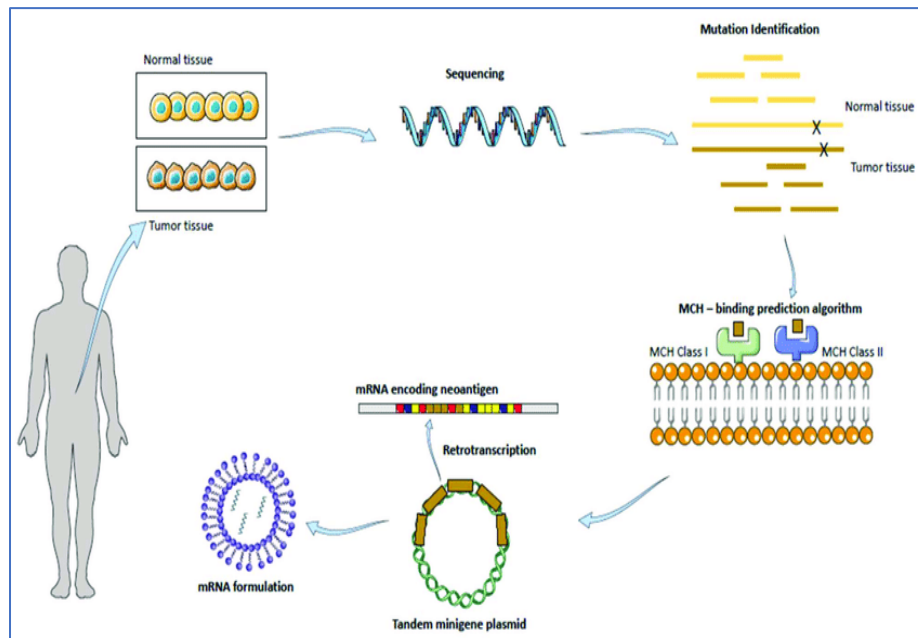 Normal tissue
Tumor tissue
Sequencing
Mutation Identification
Normal tissue
Tumor tissue
MCH – binding prediction algorithm
MCH Class I
MCH Class II
mRNA encoding neoantigen
Retrotranscription
Tandem minigene plasmid
mRNA formulation